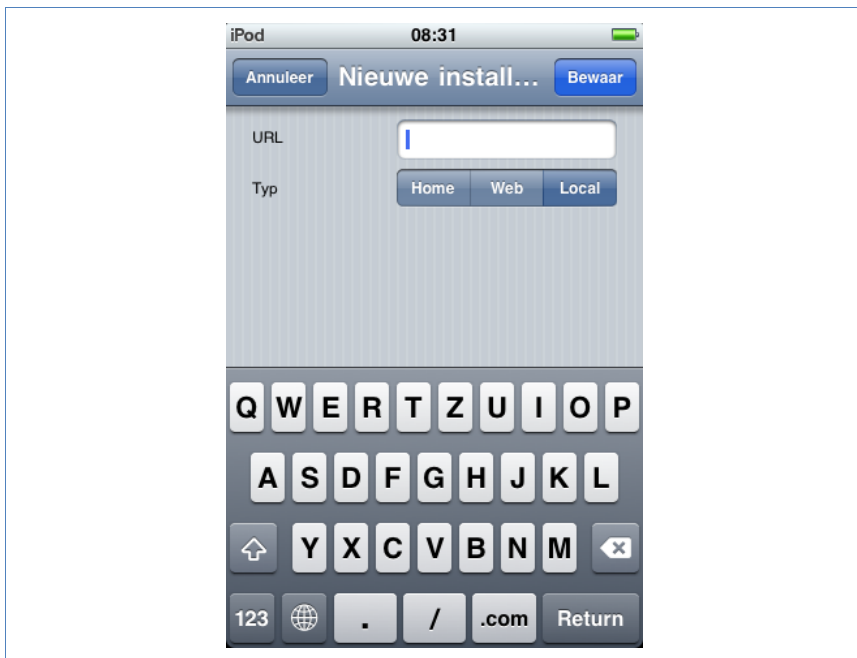 iPod 08:31
Annuleer Nieuwe install... Bewaar
URL
Typ Home Web Local
Q W E R T Z U I O P
A S D F G H J K L
Y X C V B N M
123 . / .com Return